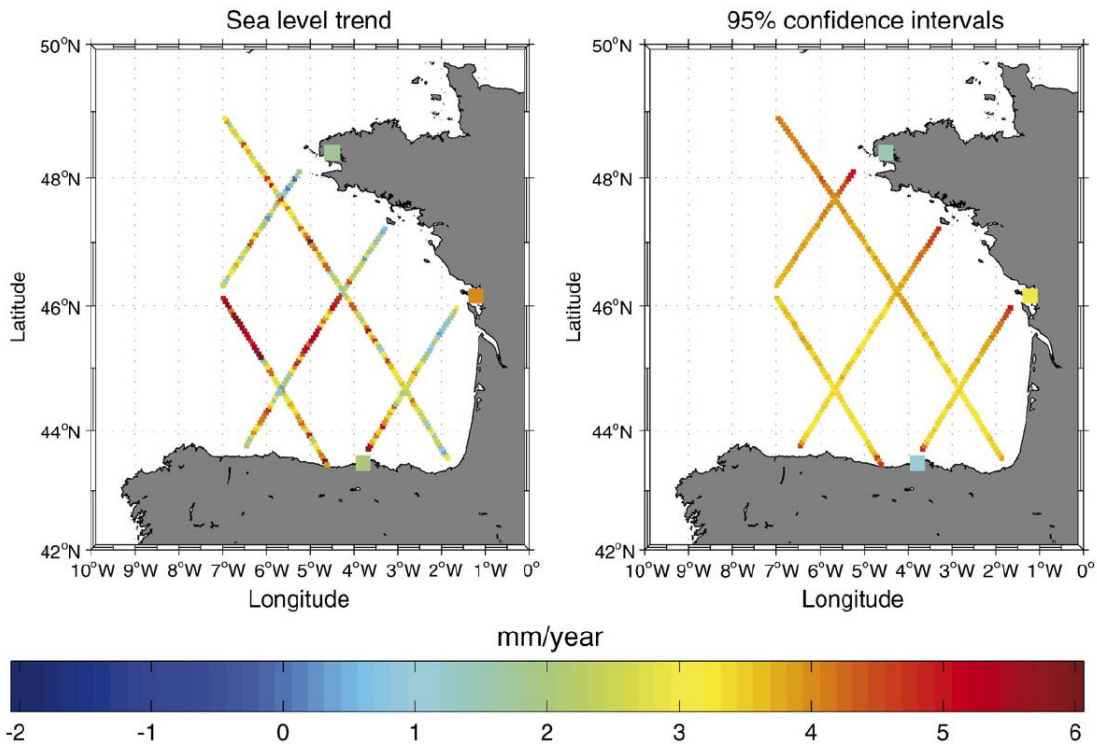 Sea level trend
95% confidence intervals
50°N
48°N
46°N
44°N
42°N
Latitude
10°W 9°W 8°W 7°W 6°W 5°W 4°W 3°W 2°W 1°W 0°
Longitude
50°N
48°N
46°N
44°N
42°N
Latitude
10°W 9°W 8°W 7°W 6°W 5°W 4°W 3°W 2°W 1°W 0°
Longitude
mm/year
-2 -1 0 1 2 3 4 5 6